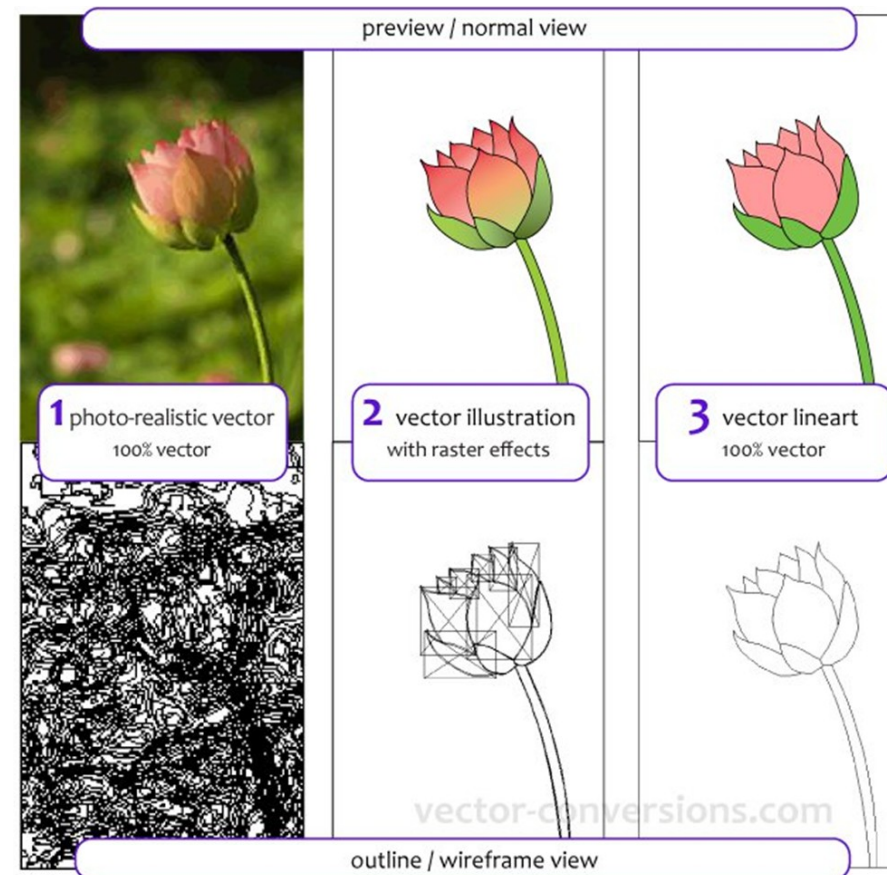 preview / normal view
1 photo-realistic vector
100% vector
2 vector illustration
with raster effects
3 vector lineart
100% vector
vector-conversions.com
outline / wireframe view